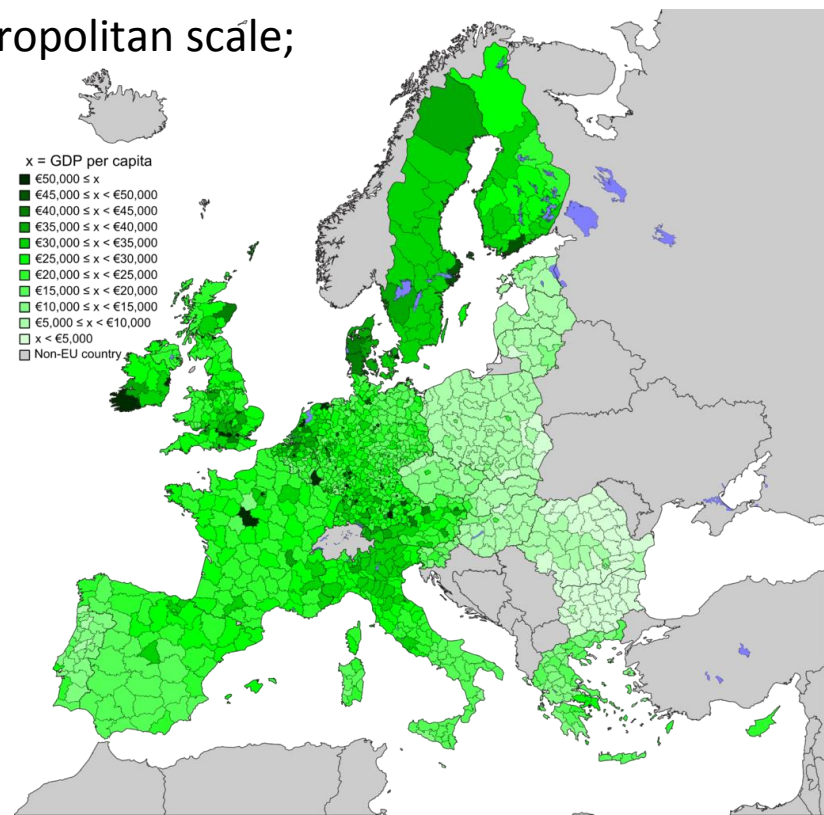 ropolitan scale;
x = GDP per capita
€50,000 ≤ x
€45,000 ≤ x < €50,000
€40,000 ≤ x < €45,000
€35,000 ≤ x < €40,000
€30,000 ≤ x < €35,000
€25,000 ≤ x < €30,000
€20,000 ≤ x < €25,000
€15,000 ≤ x < €20,000
€10,000 ≤ x < €15,000
€5,000 ≤ x < €10,000
x < €5,000
Non-EU country